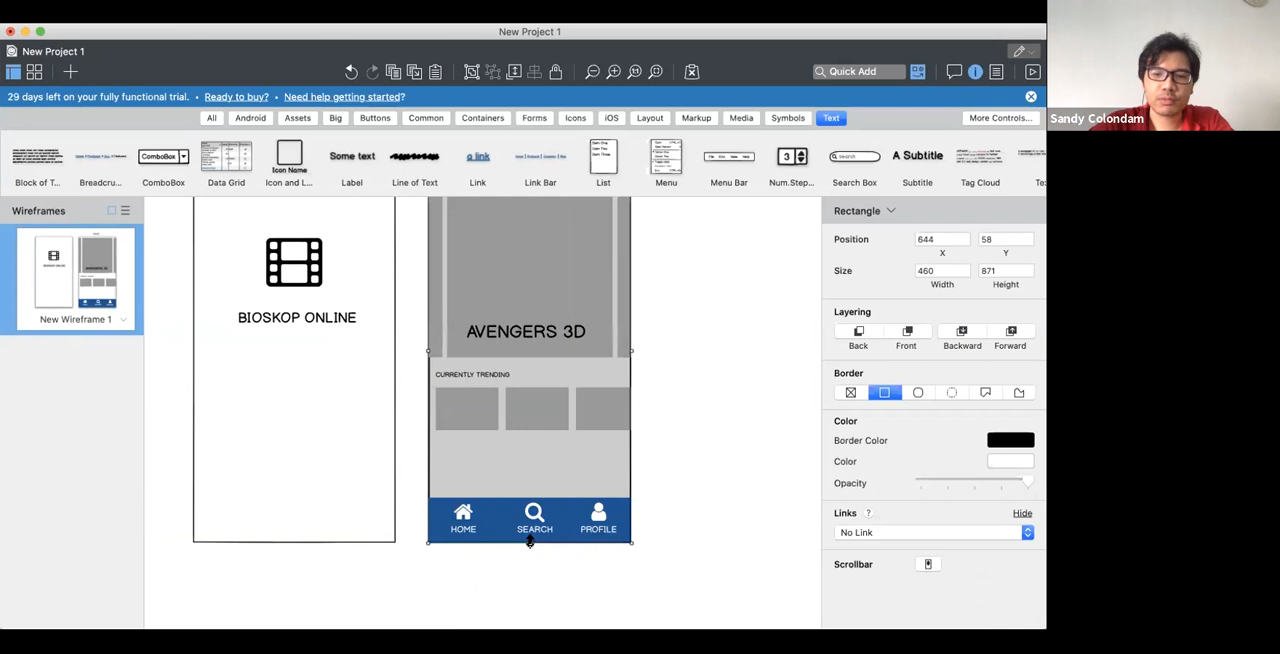 New Project 1
New Project 1
Quick Add
29 days left on your fully functional trial. • Ready to buy? • Need help getting started?
All Android Assets Big Buttons Common Containers Forms Icons iOS Layout Markup Media Symbols Text More Controls...
ComboBox Icon Name Some text a link 3 search A Subtitle
Block of T... Breadcru... ComboBox Data Grid Icon and L... Label Line of Text Link Link Bar List Menu Menu Bar Num.Step... Search Box Subtitle Tag Cloud
Sandy Colondam
Wireframes
New Wireframe 1
BIOSKOP ONLINE
AVENGERS 3D
CURRENTLY TRENDING
HOME SEARCH PROFILE
Rectangle
Position 644 58
X Y
Size 460 871
Width Height
Layering
Back Front Backward Forward
Border
Color
Border Color
Color
Opacity
Links ? Hide
No Link
Scrollbar